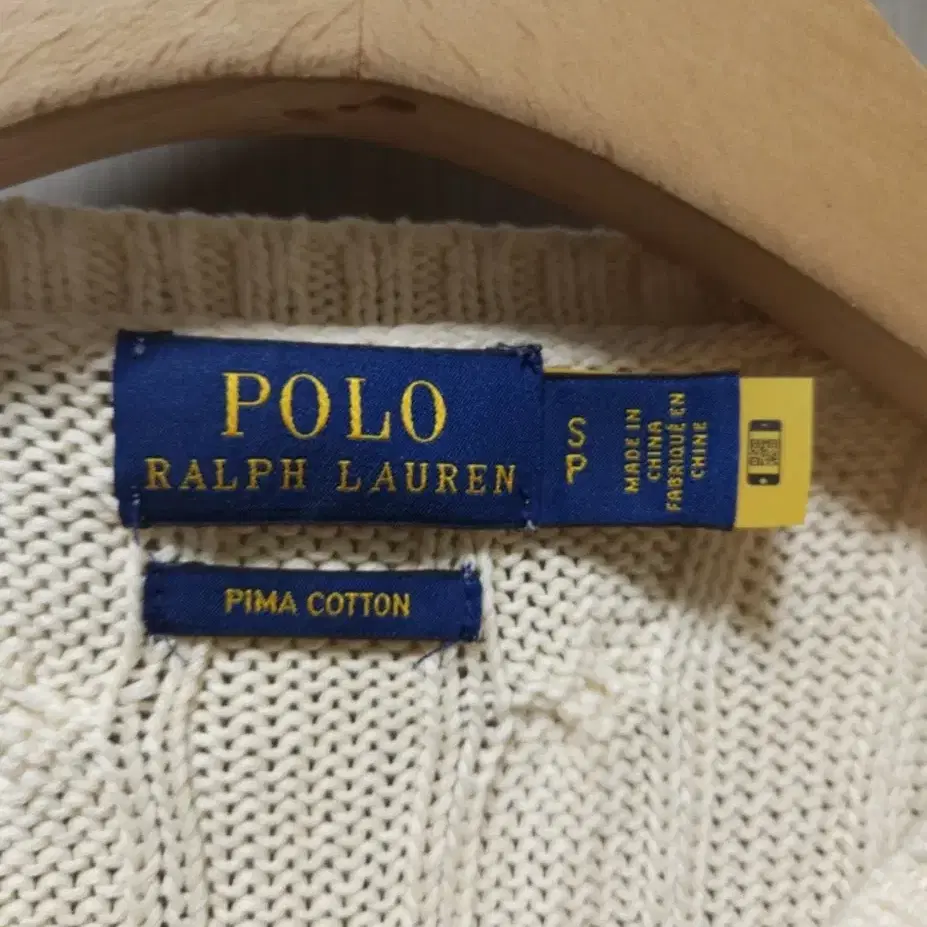 POLO
RALPH LAUREN
S
P
MADE IN
CHINA
FABRIQUÉ EN
CHINE
PIMA COTTON